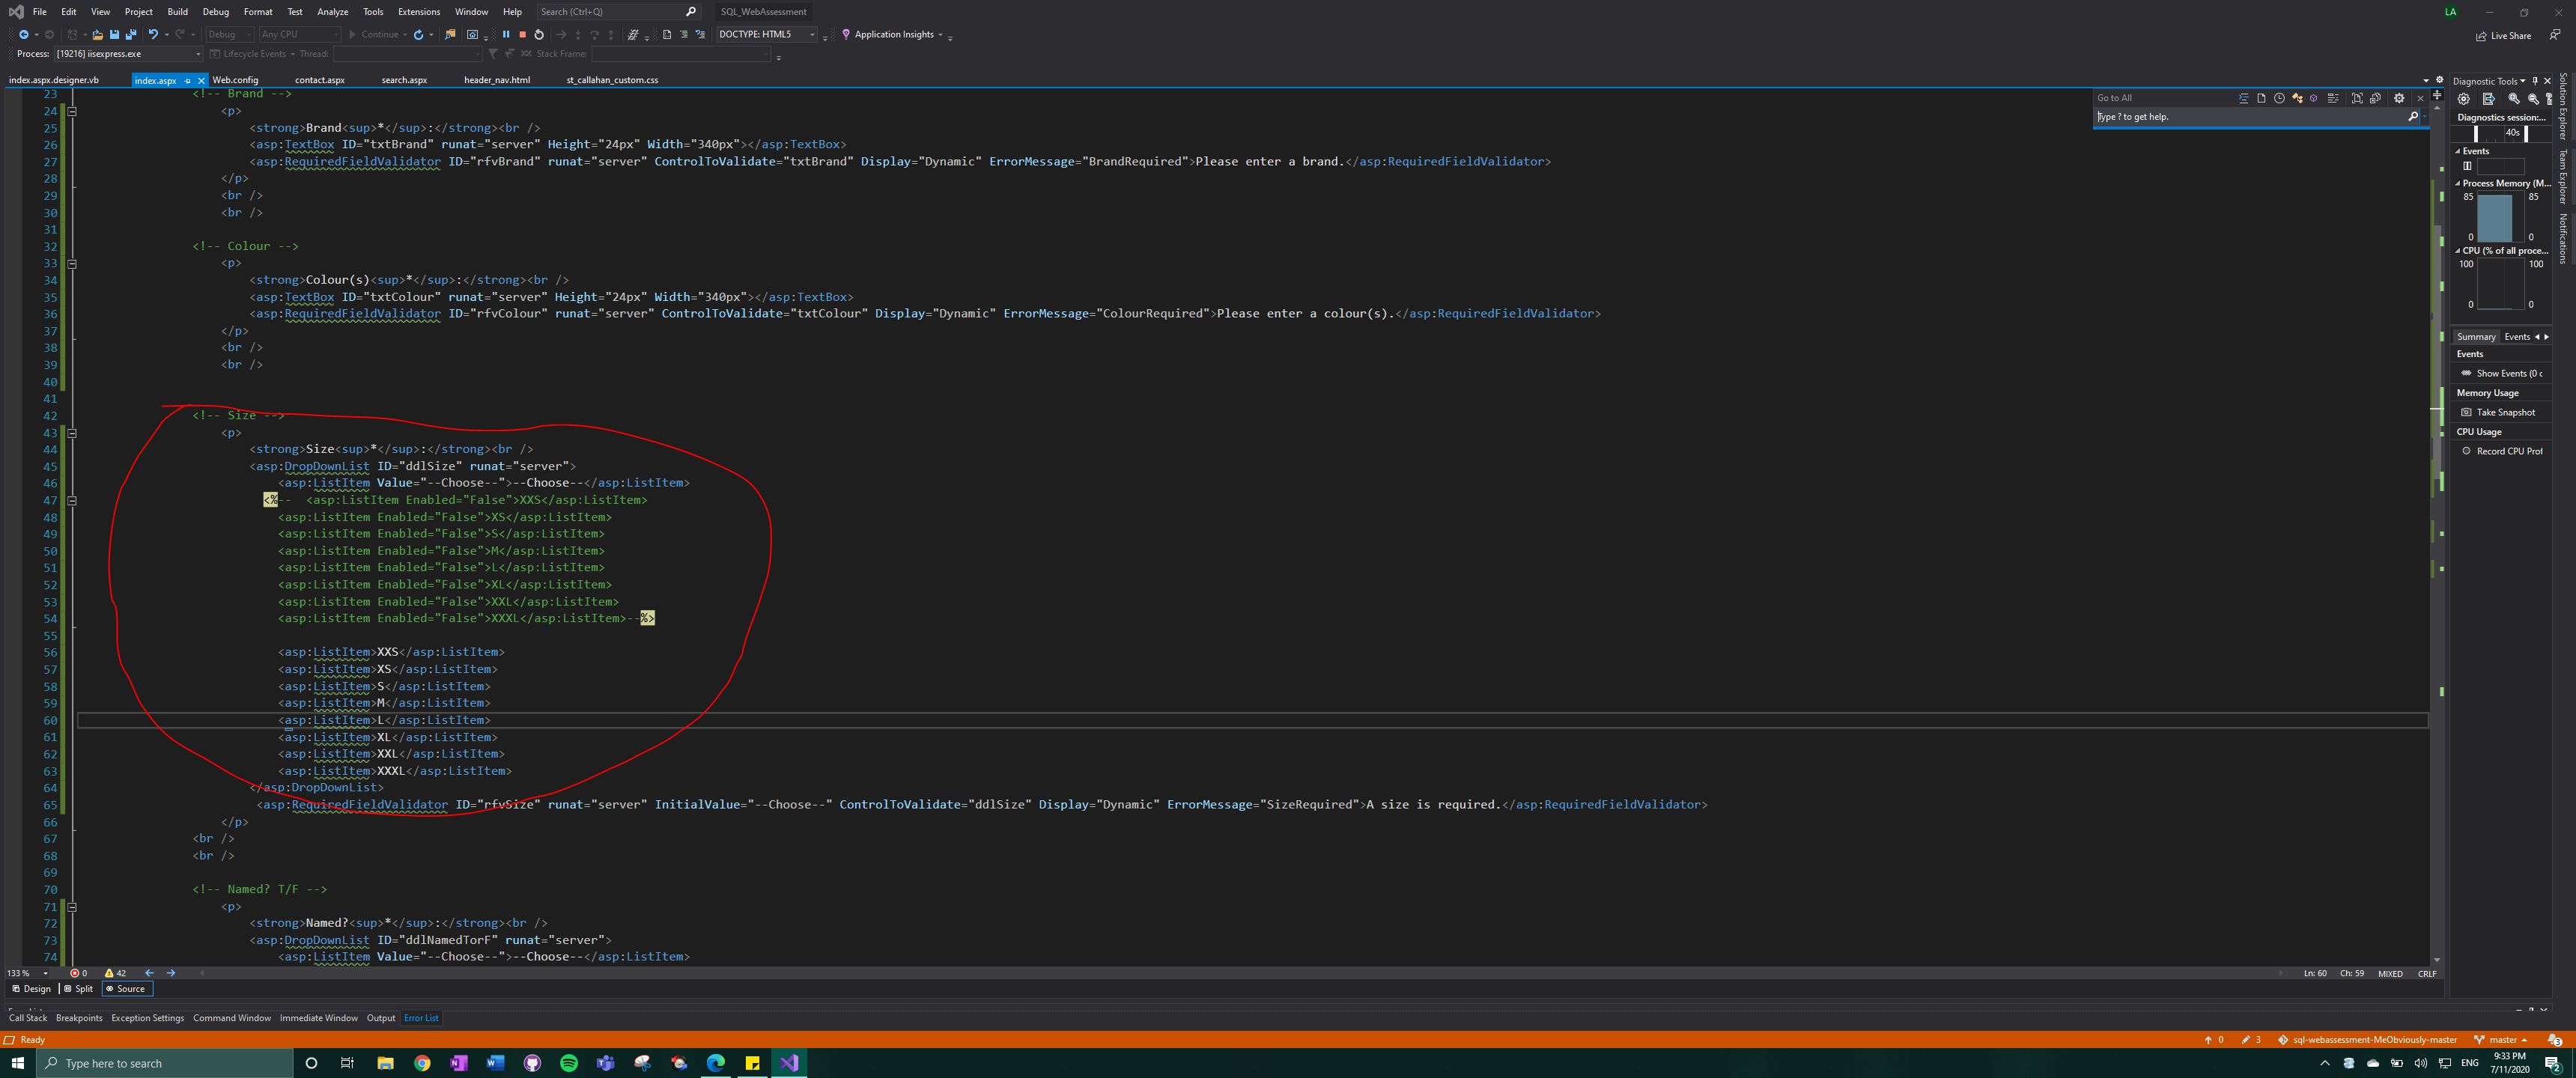 File Edit View Project Build Debug Format Test Analyze Tools Extensions Window Help Search (Ctrl+Q) SQL_WebAssessment LA
Debug Any CPU Continue DOCTYPE: HTML5 Application Insights Live Share
Process: [19216] iisexpress.exe Lifecycle Events Thread: Stack Frame:
index.aspx.designer.vb index.aspx Web.config contact.aspx search.aspx header_nav.html st_callahan_custom.css
23 <!-- Brand -->
24 <p>
25 <strong>Brand<sup>*</sup>:</strong><br />
26 <asp:TextBox ID="txtBrand" runat="server" Height="24px" Width="340px"></asp:TextBox>
27 <asp:RequiredFieldValidator ID="rfvBrand" runat="server" ControlToValidate="txtBrand" Display="Dynamic" ErrorMessage="BrandRequired">Please enter a brand.</asp:RequiredFieldValidator>
28 </p>
29 <br />
30 <br />
31
32 <!-- Colour -->
33 <p>
34 <strong>Colour(s)<sup>*</sup>:</strong><br />
35 <asp:TextBox ID="txtColour" runat="server" Height="24px" Width="340px"></asp:TextBox>
36 <asp:RequiredFieldValidator ID="rfvColour" runat="server" ControlToValidate="txtColour" Display="Dynamic" ErrorMessage="ColourRequired">Please enter a colour(s).</asp:RequiredFieldValidator>
37 </p>
38 <br />
39 <br />
40
41
42 <!-- Size -->
43 <p>
44 <strong>Size<sup>*</sup>:</strong><br />
45 <asp:DropDownList ID="ddlSize" runat="server">
46 <asp:ListItem Value="--Choose--">--Choose--</asp:ListItem>
47 <%-- <asp:ListItem Enabled="False">XXS</asp:ListItem>
48 <asp:ListItem Enabled="False">XS</asp:ListItem>
49 <asp:ListItem Enabled="False">S</asp:ListItem>
50 <asp:ListItem Enabled="False">M</asp:ListItem>
51 <asp:ListItem Enabled="False">L</asp:ListItem>
52 <asp:ListItem Enabled="False">XL</asp:ListItem>
53 <asp:ListItem Enabled="False">XXL</asp:ListItem>
54 <asp:ListItem Enabled="False">XXXL</asp:ListItem>--%>
55
56 <asp:ListItem>XXS</asp:ListItem>
57 <asp:ListItem>XS</asp:ListItem>
58 <asp:ListItem>S</asp:ListItem>
59 <asp:ListItem>M</asp:ListItem>
60 <asp:ListItem>L</asp:ListItem>
61 <asp:ListItem>XL</asp:ListItem>
62 <asp:ListItem>XXL</asp:ListItem>
63 <asp:ListItem>XXXL</asp:ListItem>
64 </asp:DropDownList>
65 <asp:RequiredFieldValidator ID="rfvSize" runat="server" InitialValue="--Choose--" ControlToValidate="ddlSize" Display="Dynamic" ErrorMessage="SizeRequired">A size is required.</asp:RequiredFieldValidator>
66 </p>
67 <br />
68 <br />
69
70 <!-- Named? T/F -->
71 <p>
72 <strong>Named?<sup>*</sup>:</strong><br />
73 <asp:DropDownList ID="ddlNamedTorF" runat="server">
74 <asp:ListItem Value="--Choose--">--Choose--</asp:ListItem>
Go to All
Type ? to get help.
Diagnostic Tools
Diagnostics session:...
40s
Events
Process Memory (M...
85 85
0 0
CPU (% of all proce...
100 100
0 0
Summary Events
Events
Show Events (0 c
Memory Usage
Take Snapshot
CPU Usage
Record CPU Prof
Solution Explorer
Team Explorer
Notifications
133 % 0 42 Ln: 60 Ch: 59 MIXED CRLF
Design Split Source
Call Stack Breakpoints Exception Settings Command Window Immediate Window Output Error List
Ready 0 3 sql-webassessment-MeObviously-master master 3
Type here to search ENG 9:33 PM
7/11/2020 2